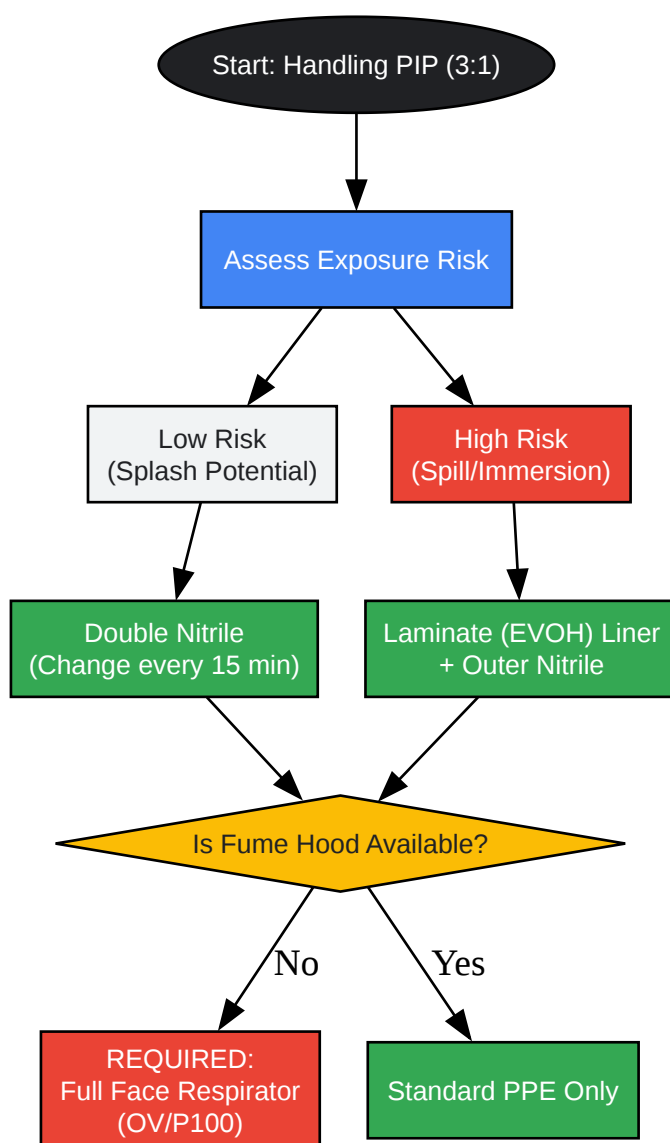 Start: Handling PIP (3:1)
Assess Exposure Risk
Low Risk
(Splash Potential)
High Risk
(Spill/Immersion)
Double Nitrile
(Change every 15 min)
Laminate (EVOH) Liner
+ Outer Nitrile
Is Fume Hood Available?
No
Yes
REQUIRED:
Full Face Respirator
(OV/P100)
Standard PPE Only